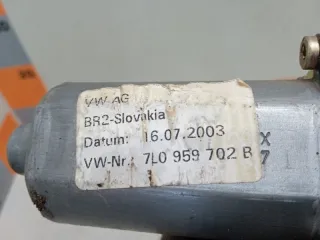 VW AG
BR2-Slovakia
Datum: 16.07.2003 X
VW-Nr.: 7L0 959 702 B 7